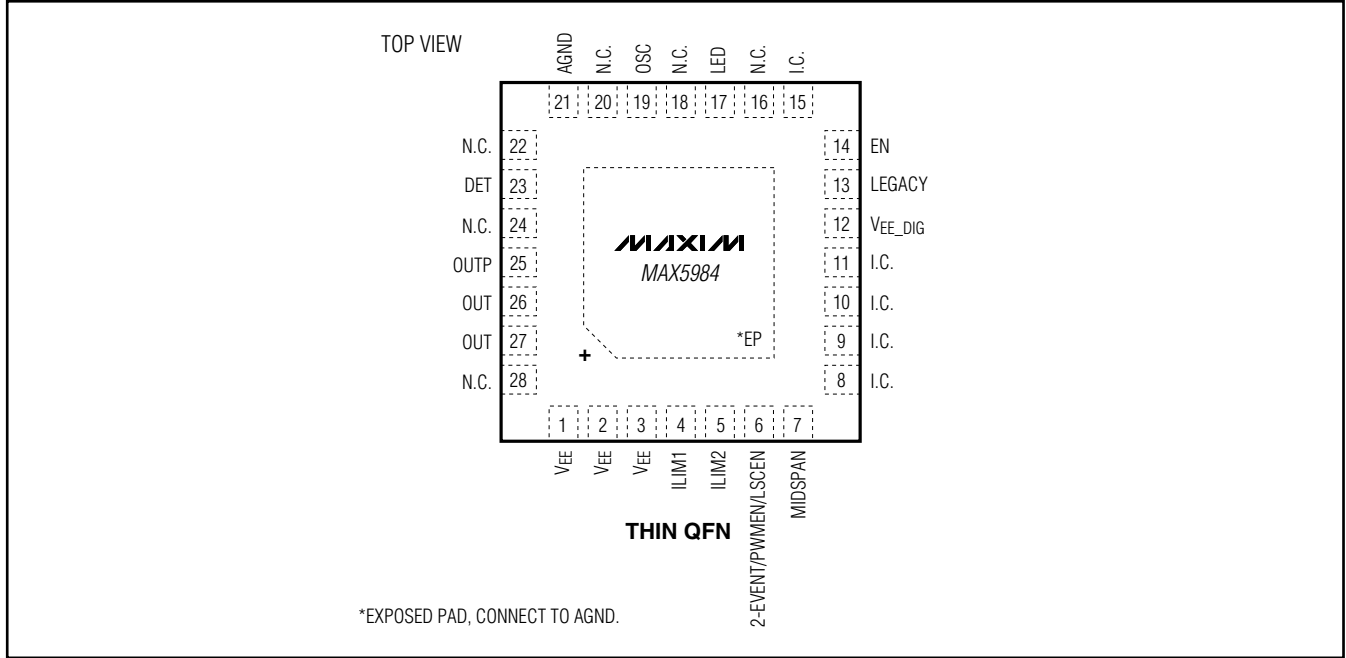 TOP VIEW
AGND
N.C.
OSC
N.C.
LED
N.C.
I.C.
21 20 19 18 17 16 15
N.C. 22
DET 23
N.C. 24
OUTP 25
OUT 26
OUT 27
N.C. 28
14 EN
13 LEGACY
12 VEE_DIG
11 I.C.
10 I.C.
9 I.C.
8 I.C.
MAXIM
MAX5984
*EP
+
1 2 3 4 5 6 7
VEE
VEE
VEE
ILIM1
ILIM2
2-EVENT/PWMEN/LSCEN
MIDSPAN
THIN QFN
*EXPOSED PAD, CONNECT TO AGND.